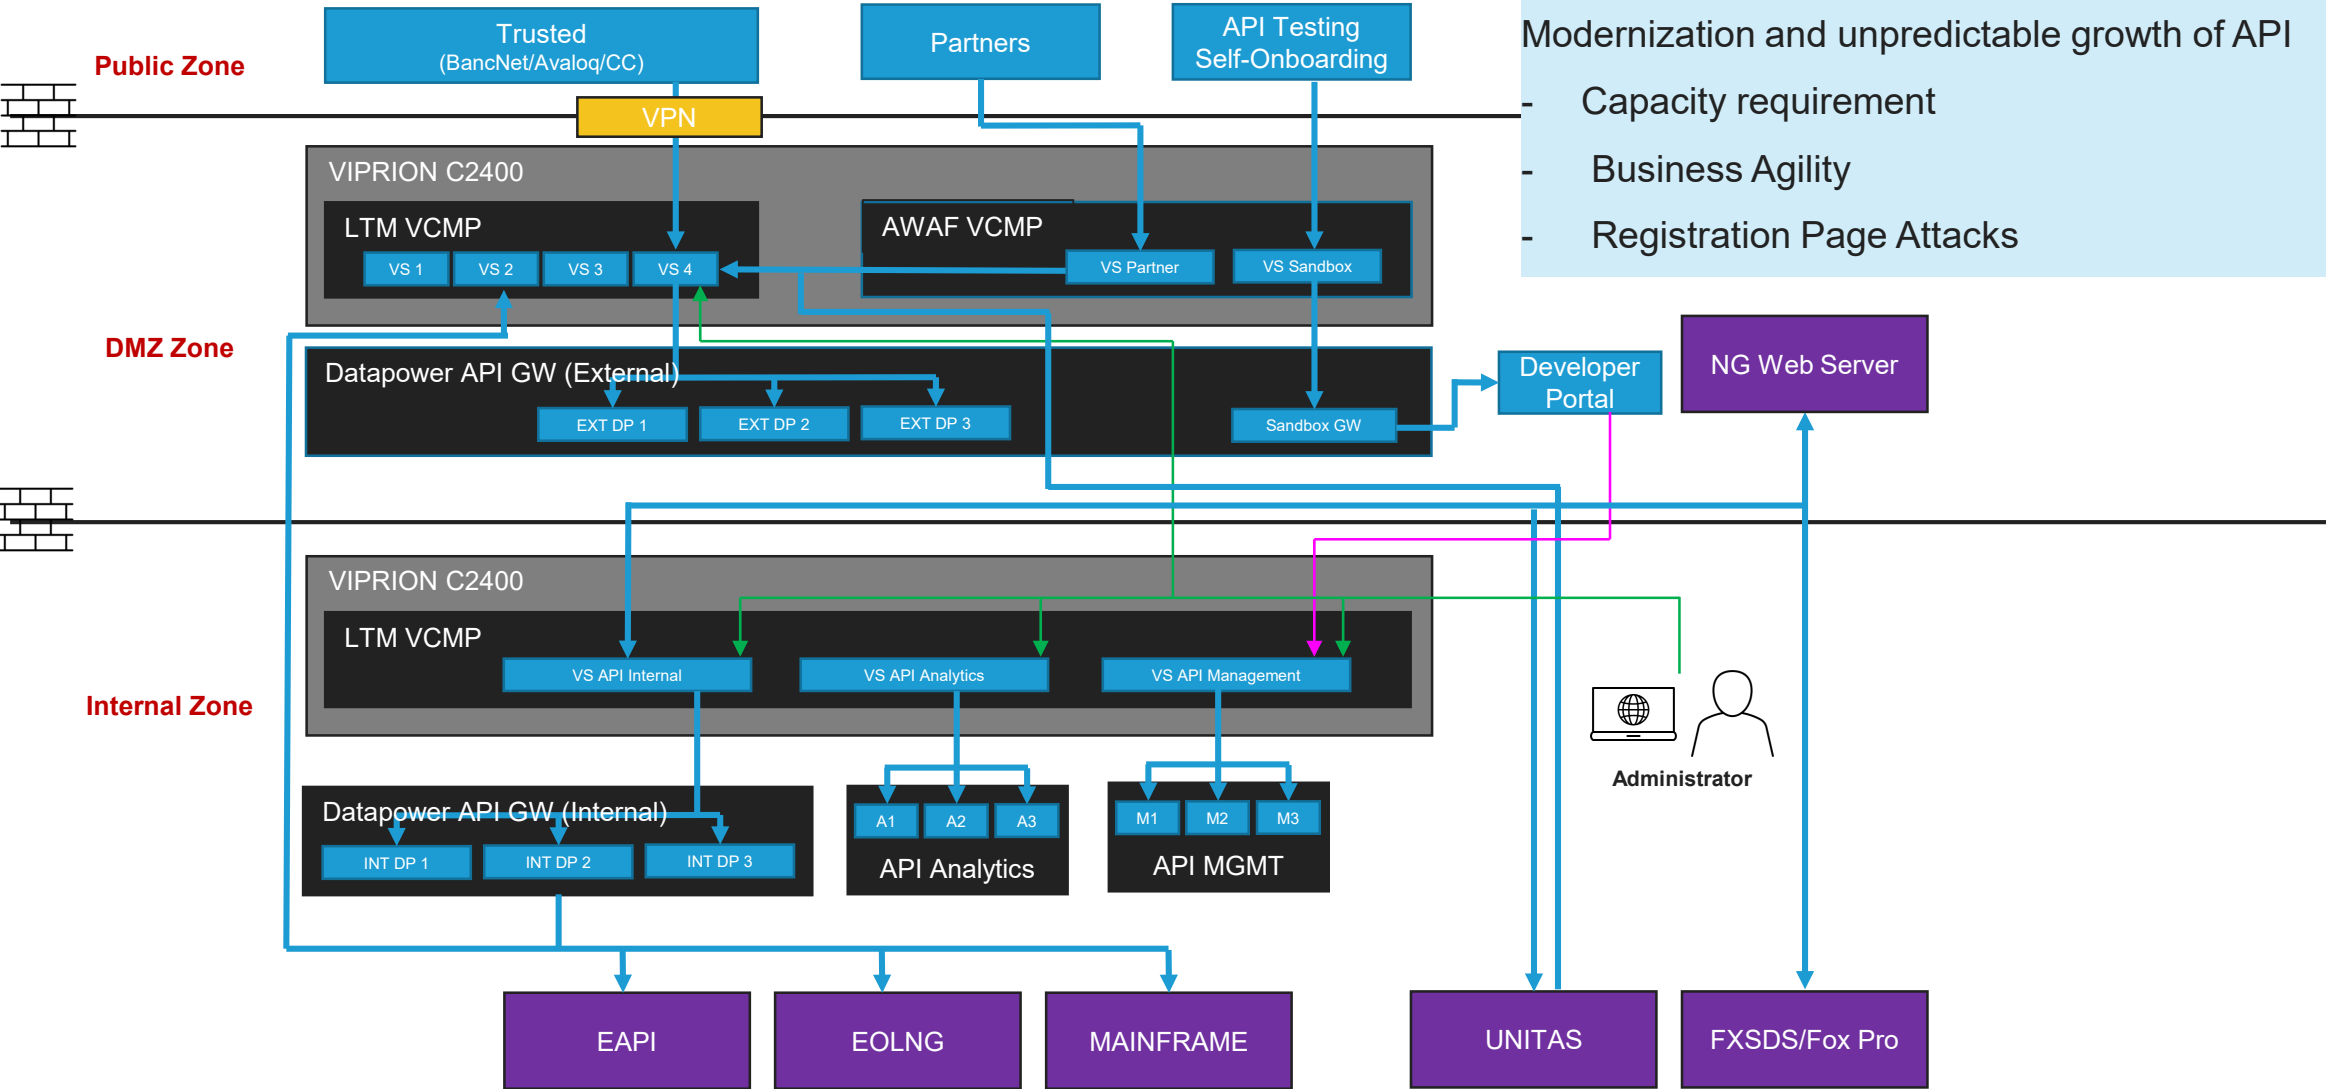 Public Zone
Trusted
(BancNet/Avaloq/CC)
Partners
API Testing
Self-Onboarding
Modernization and unpredictable growth of API
- Capacity requirement
- Business Agility
- Registration Page Attacks
VPN
VIPRION C2400
LTM VCMP
VS 1
VS 2
VS 3
VS 4
AWAF VCMP
VS Partner
VS Sandbox
DMZ Zone
Datapower API GW (External)
EXT DP 1
EXT DP 2
EXT DP 3
Sandbox GW
Developer
Portal
NG Web Server
VIPRION C2400
LTM VCMP
VS API Internal
VS API Analytics
VS API Management
Internal Zone
Administrator
Datapower API GW (Internal)
INT DP 1
INT DP 2
INT DP 3
A1
A2
A3
API Analytics
M1
M2
M3
API MGMT
EAPI
EOLNG
MAINFRAME
UNITAS
FXSDS/Fox Pro